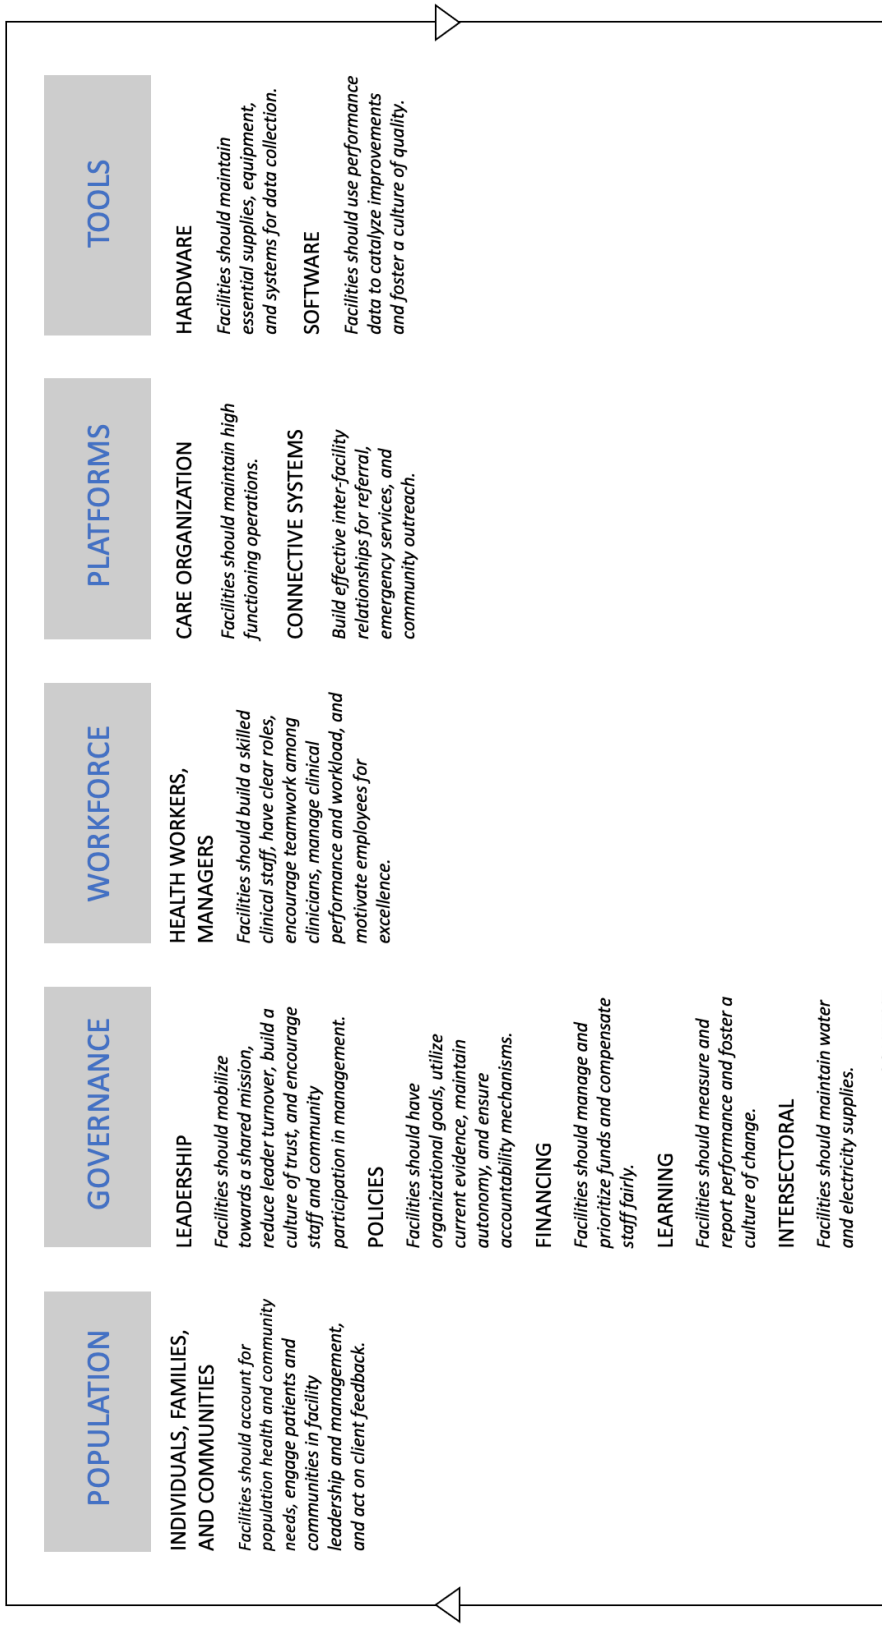 POPULATION
INDIVIDUALS, FAMILIES,
AND COMMUNITIES
Facilities should account for
population health and community
needs, engage patients and
communities in facility
leadership and management,
and act on client feedback.
GOVERNANCE
LEADERSHIP
Facilities should mobilize
towards a shared mission,
reduce leader turnover, build a
culture of trust, and encourage
staff and community
participation in management.
POLICIES
Facilities should have
organizational goals, utilize
current evidence, maintain
autonomy, and ensure
accountability mechanisms.
FINANCING
Facilities should manage and
prioritize funds and compensate
staff fairly.
LEARNING
Facilities should measure and
report performance and foster a
culture of change.
INTERSECTORAL
Facilities should maintain water
and electricity supplies.
WORKFORCE
HEALTH WORKERS,
MANAGERS
Facilities should build a skilled
clinical staff, have clear roles,
encourage teamwork among
clinicians, manage clinical
performance and workload, and
motivate employees for
excellence.
PLATFORMS
CARE ORGANIZATION
Facilities should maintain high
functioning operations.
CONNECTIVE SYSTEMS
Build effective inter-facility
relationships for referral,
emergency services, and
community outreach.
TOOLS
HARDWARE
Facilities should maintain
essential supplies, equipment,
and systems for data collection.
SOFTWARE
Facilities should use performance
data to catalyze improvements
and foster a culture of quality.